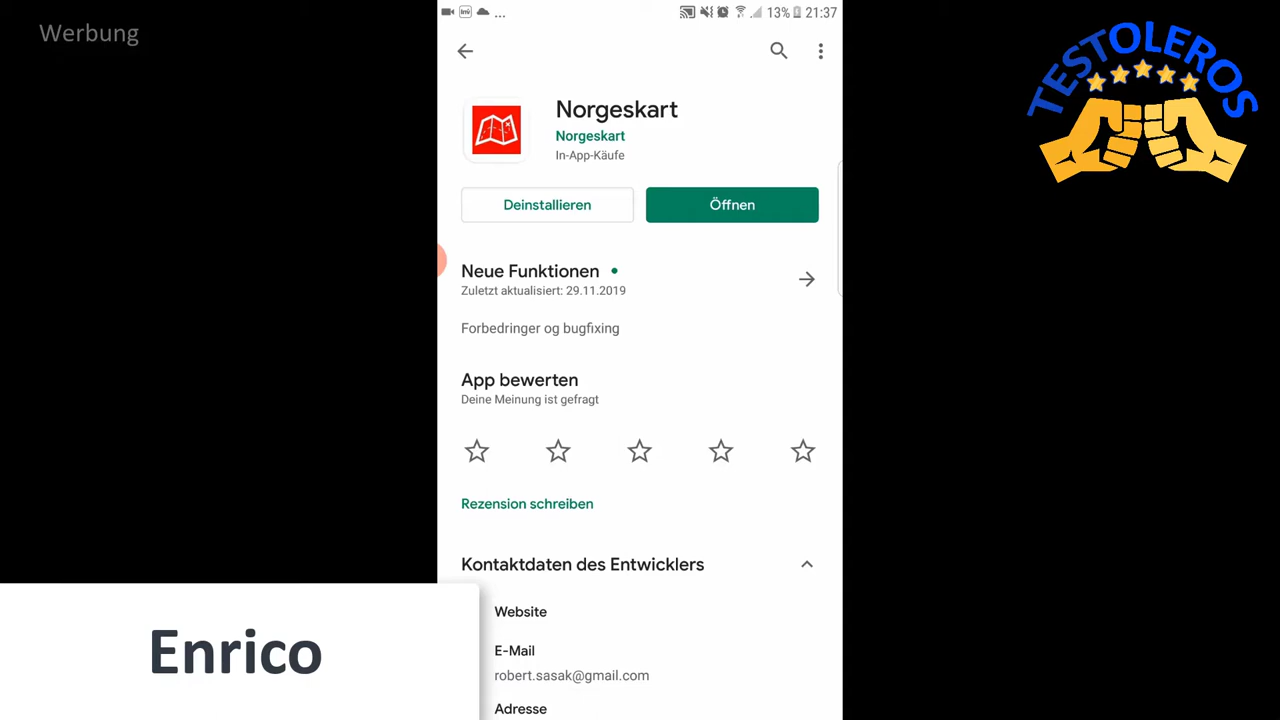 Werbung
... 13% 21:37
TESTOLEROS
Norgeskart
Norgeskart
In-App-Käufe
Deinstallieren
Öffnen
Neue Funktionen
Zuletzt aktualisiert: 29.11.2019
Forbedringer og bugfixing
App bewerten
Deine Meinung ist gefragt
Rezension schreiben
Kontaktdaten des Entwicklers
Website
E-Mail
robert.sasak@gmail.com
Adresse
Enrico